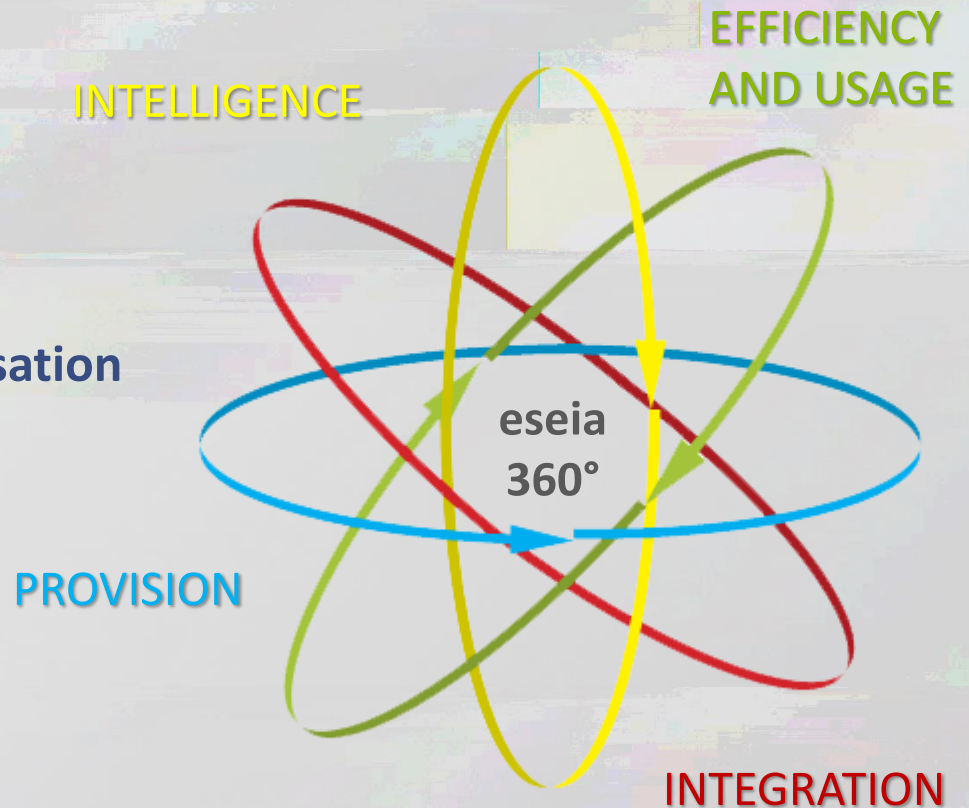 EFFICIENCY
AND USAGE
INTELLIGENCE
sation
eseia
360°
PROVISION
INTEGRATION